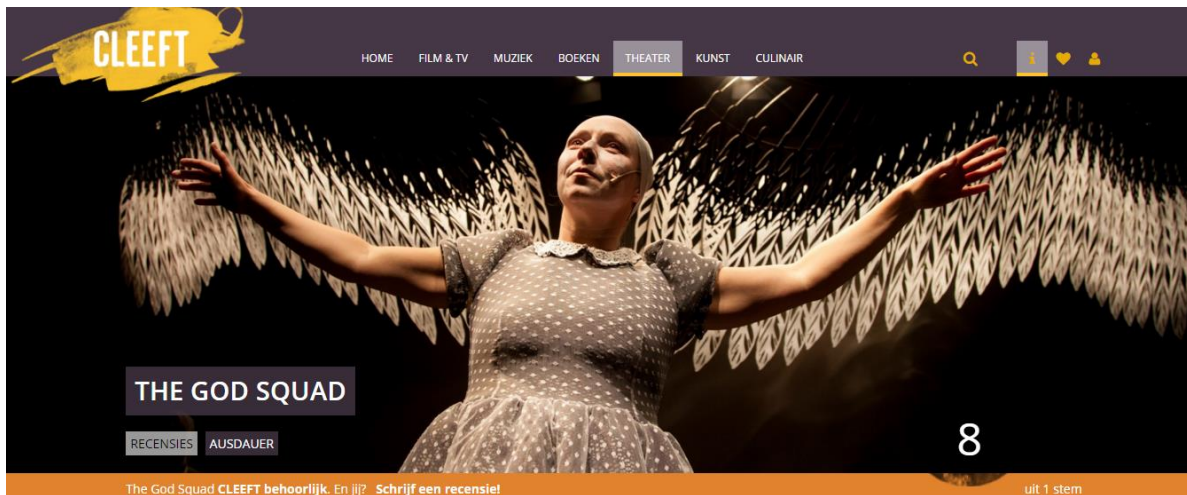 CLEEFT
HOME FILM & TV MUZIEK BOEKEN THEATER KUNST CULINAIR
THE GOD SQUAD
RECENSIES AUSDAUER
8
The God Squad CLEEFT behoorlijk. En jij? Schrijf een recensie!
uit 1 stem